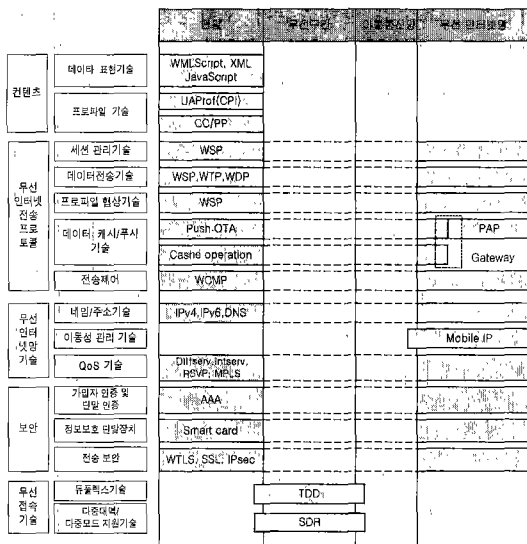 단말 무선구간 이동통신망 무선 인터넷망
컨텐츠
데이타 표현기술
WMLScript, XML
JavaScript
프로파일 기술
UAProf(CPI)
CC/PP
무선
인터넷
전송
프로
토콜
세션 관리기술
WSP
데이터전송기술
WSP,WTP,WDP
프로파일 협상기술
WSP
데이터 캐시/푸시
기술
Push-OTA
PAP
Cashe operation
Gateway
전송제어
WCMP
무선
인터
넷망
기술
네임/주소기술
IPv4,IPv6,DNS
이동성 관리 기술
Mobile IP
QoS 기술
Diffserv,Intserv,
RSVP, MPLS
보안
가입자 인증 및
단말 인증
AAA
정보보호 단말장치
Smart card
전송 보안
WTLS, SSL, IPsec
무선
접속
기술
듀플렉스기술
TDD
다중대역/
다중모드 지원기술
SDR